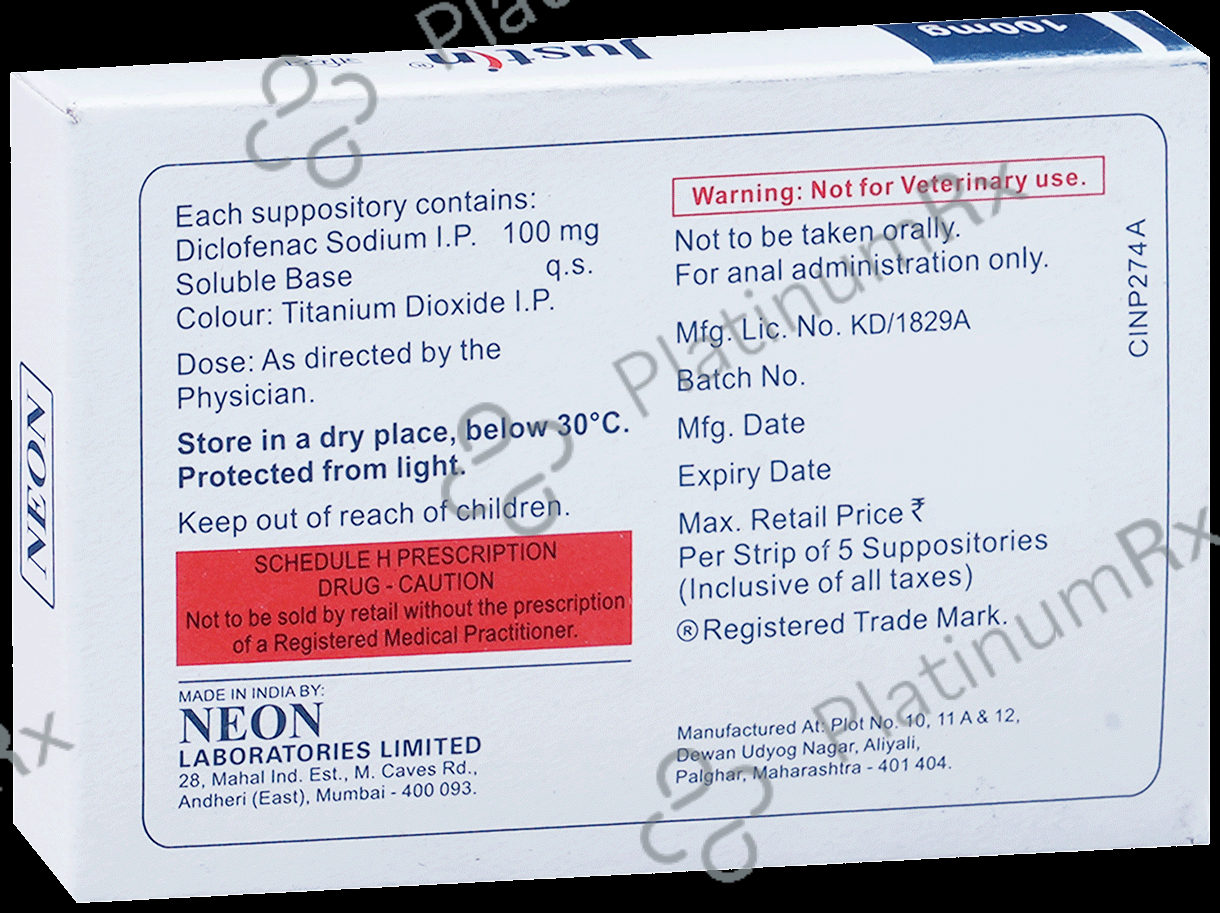 Justin®
100mg
NEON
Each suppository contains:
Diclofenac Sodium I.P. 100 mg
Soluble Base q.s.
Colour: Titanium Dioxide I.P.
Dose: As directed by the
Physician.
Store in a dry place, below 30°C.
Protected from light.
Keep out of reach of children.
SCHEDULE H PRESCRIPTION
DRUG - CAUTION
Not to be sold by retail without the prescription
of a Registered Medical Practitioner.
MADE IN INDIA BY:
NEON
LABORATORIES LIMITED
28, Mahal Ind. Est., M. Caves Rd.,
Andheri (East), Mumbai - 400 093.
Warning: Not for Veterinary use.
Not to be taken orally.
For anal administration only.
Mfg. Lic. No. KD/1829A
Batch No.
Mfg. Date
Expiry Date
Max. Retail Price ₹
Per Strip of 5 Suppositories
(Inclusive of all taxes)
® Registered Trade Mark.
Manufactured At: Plot No. 10, 11 A & 12,
Dewan Udyog Nagar, Aliyali,
Palghar, Maharashtra - 401 404.
CINP274A
PlatinumRx
PlatinumRx